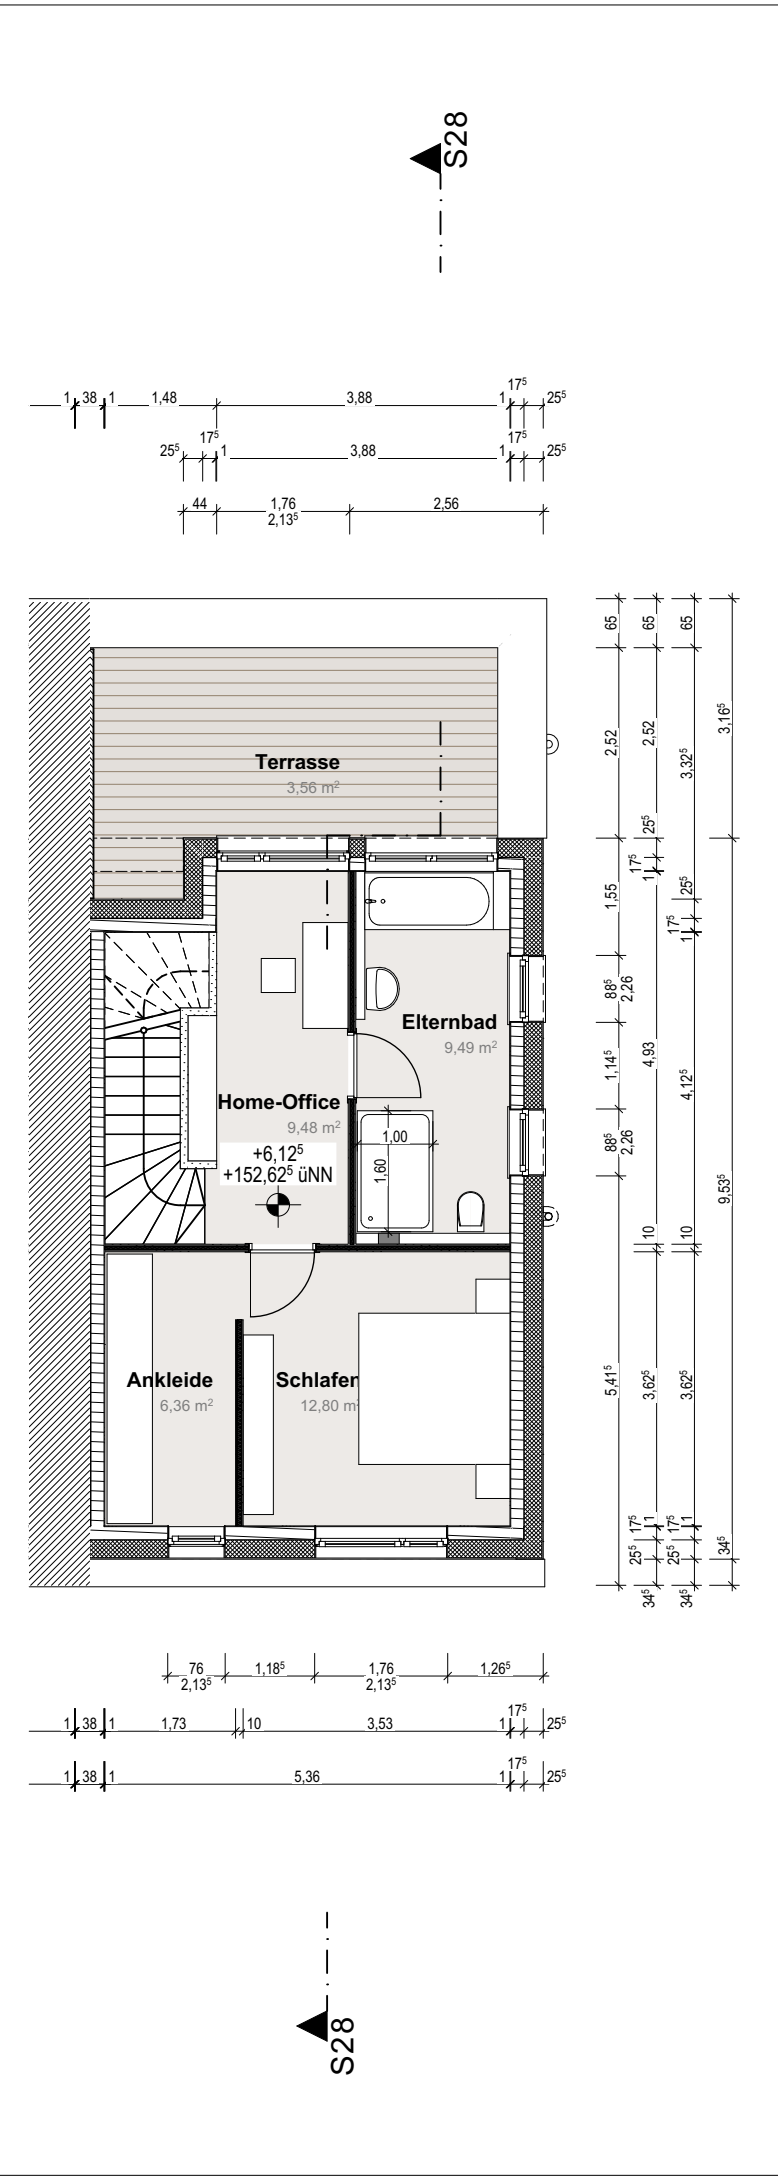 S28
1 38 1 1,48 3,88 1 17⁵ 25⁵
25⁵ 17⁵ 1 3,88 1 17⁵ 25⁵
44 1,76 2,56
2,13⁵
65 65 65
2,52 2,52 3,32⁵ 3,16⁵
Terrasse
3,56 m²
25⁵
17⁵
1
1,55
25⁵
17⁵
1
88⁵
2,26
Elternbad
9,49 m²
1,14⁵ 4,93 4,12⁵
Home-Office
9,48 m²
+6,12⁵
+152,62⁵ üNN
1,00
1,60
88⁵
2,26
9,53⁵
10 10
Ankleide
6,36 m²
Schlafen
12,80 m²
5,41⁵ 3,62⁵ 3,62⁵
1 1
17⁵ 17⁵
25⁵ 25⁵ 34⁵
34⁵ 34⁵
76 1,18⁵ 1,76 1,26⁵
2,13⁵ 2,13⁵
1 38 1 1,73 10 3,53 1 17⁵ 25⁵
1 38 1 5,36 1 17⁵ 25⁵
S28